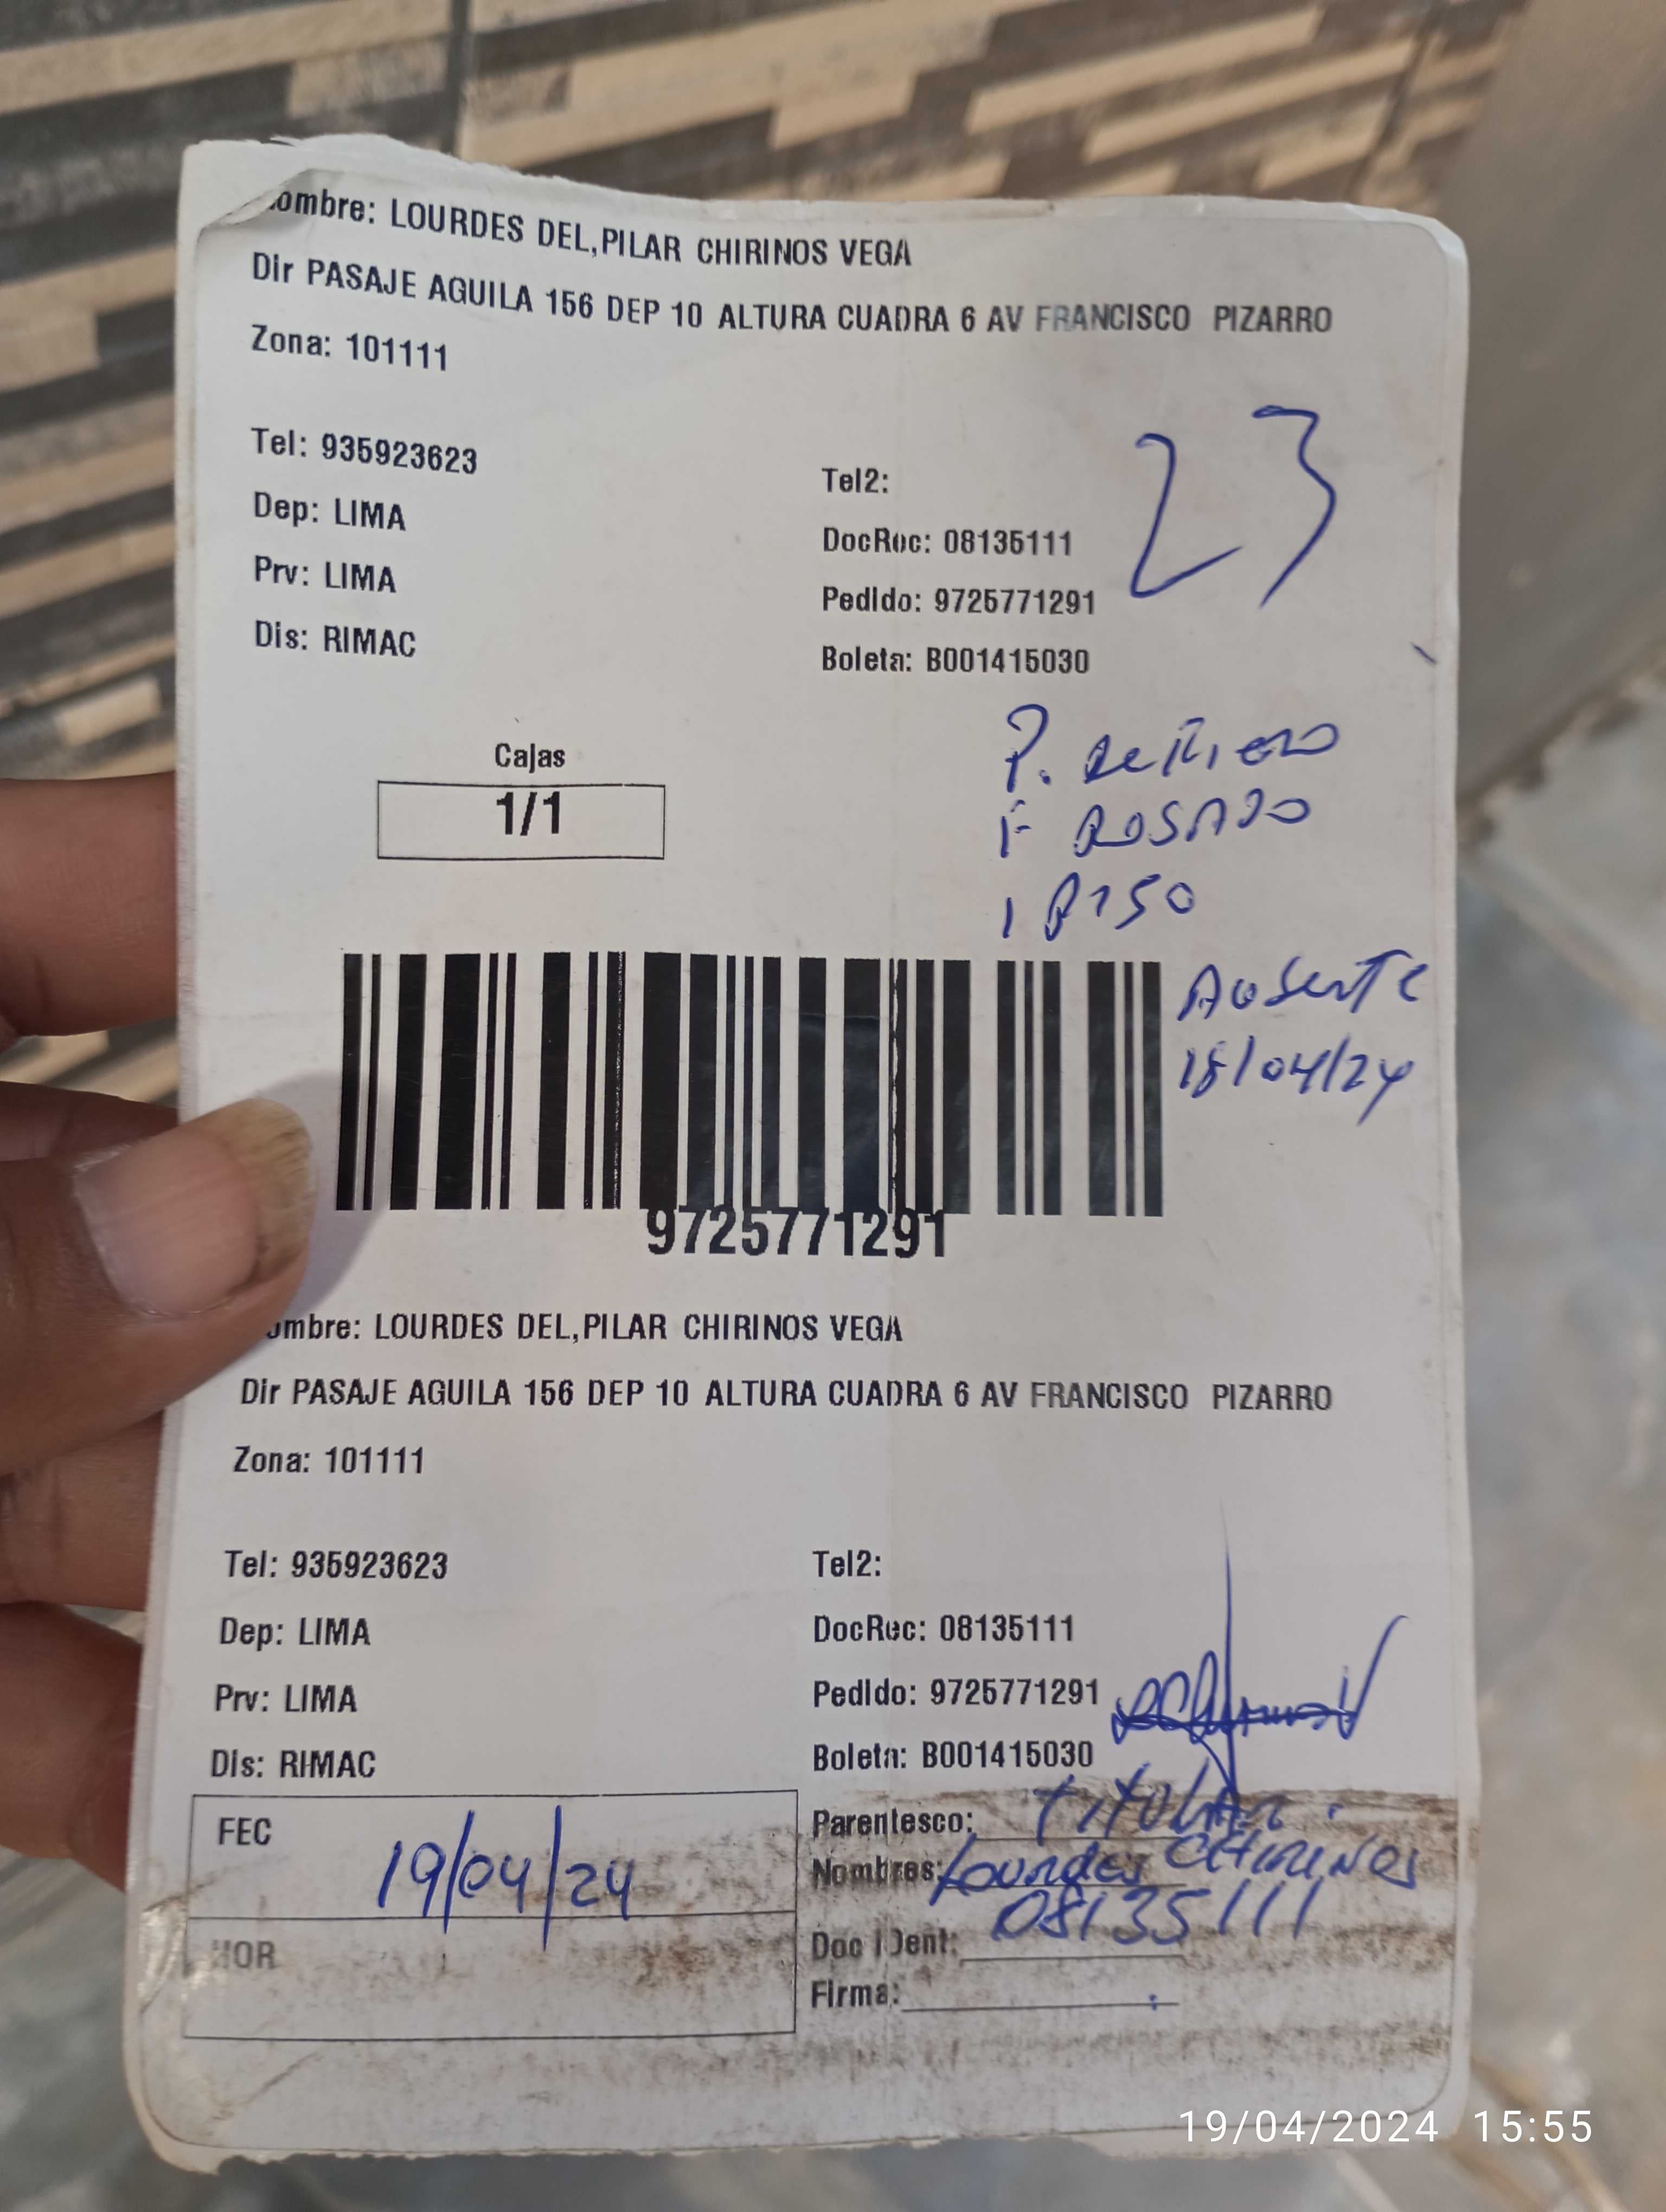 ombre: LOURDES DEL,PILAR CHIRINOS VEGA
Dir PASAJE AGUILA 156 DEP 10 ALTURA CUADRA 6 AV FRANCISCO PIZARRO
Zona: 101111
23
Tel: 935923623
Tel2:
Dep: LIMA
DocRec: 08135111
Prv: LIMA
Pedido: 9725771291
Dis: RIMAC
Boleta: B001415030
P. de Fierro
F ROSADO
1 PISO
Cajas
1/1
Ausente
18/04/24
9725771291
ombre: LOURDES DEL,PILAR CHIRINOS VEGA
Dir PASAJE AGUILA 156 DEP 10 ALTURA CUADRA 6 AV FRANCISCO PIZARRO
Zona: 101111
Tel: 935923623
Tel2:
Dep: LIMA
DocRec: 08135111
Prv: LIMA
Pedido: 9725771291
Dis: RIMAC
Boleta: B001415030
FEC 19/04/24
HOR
Parentesco: TITULAR.
Nombres: Lourdes CHIRINOS
Doc Ident: 08135111
Firma:
19/04/2024 15:55